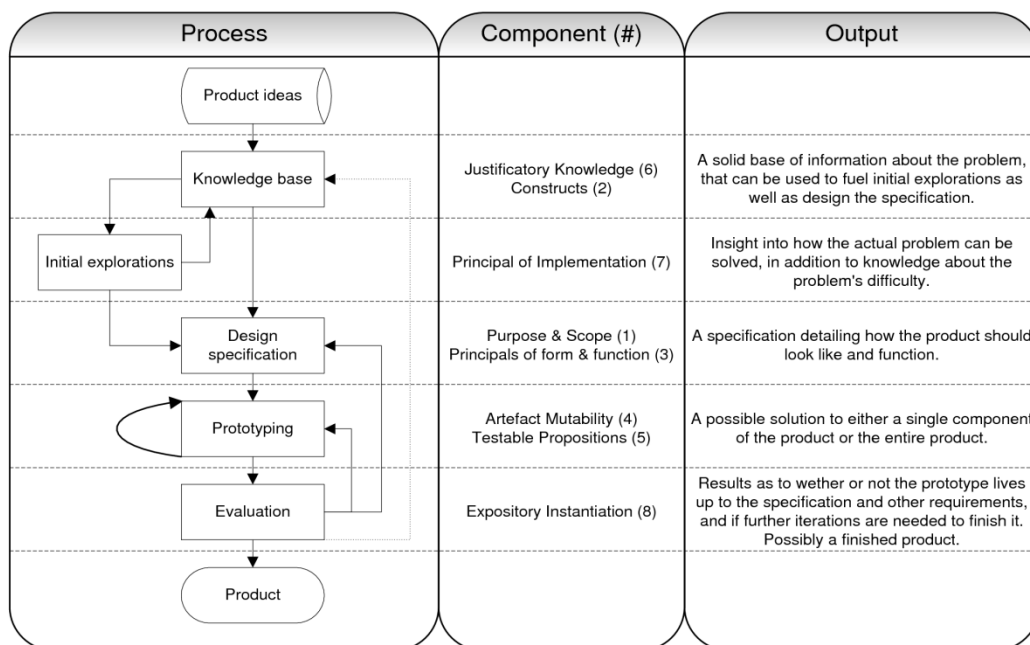 Process
Component (#)
Output
Product ideas
Knowledge base
Justificatory Knowledge (6)
Constructs (2)
A solid base of information about the problem,
that can be used to fuel initial explorations as
well as design the specification.
Initial explorations
Principal of Implementation (7)
Insight into how the actual problem can be
solved, in addition to knowledge about the
problem's difficulty.
Design
specification
Purpose & Scope (1)
Principals of form & function (3)
A specification detailing how the product should
look like and function.
Prototyping
Artefact Mutability (4)
Testable Propositions (5)
A possible solution to either a single component
of the product or the entire product.
Evaluation
Expository Instantiation (8)
Results as to wether or not the prototype lives
up to the specification and other requirements,
and if further iterations are needed to finish it.
Possibly a finished product.
Product